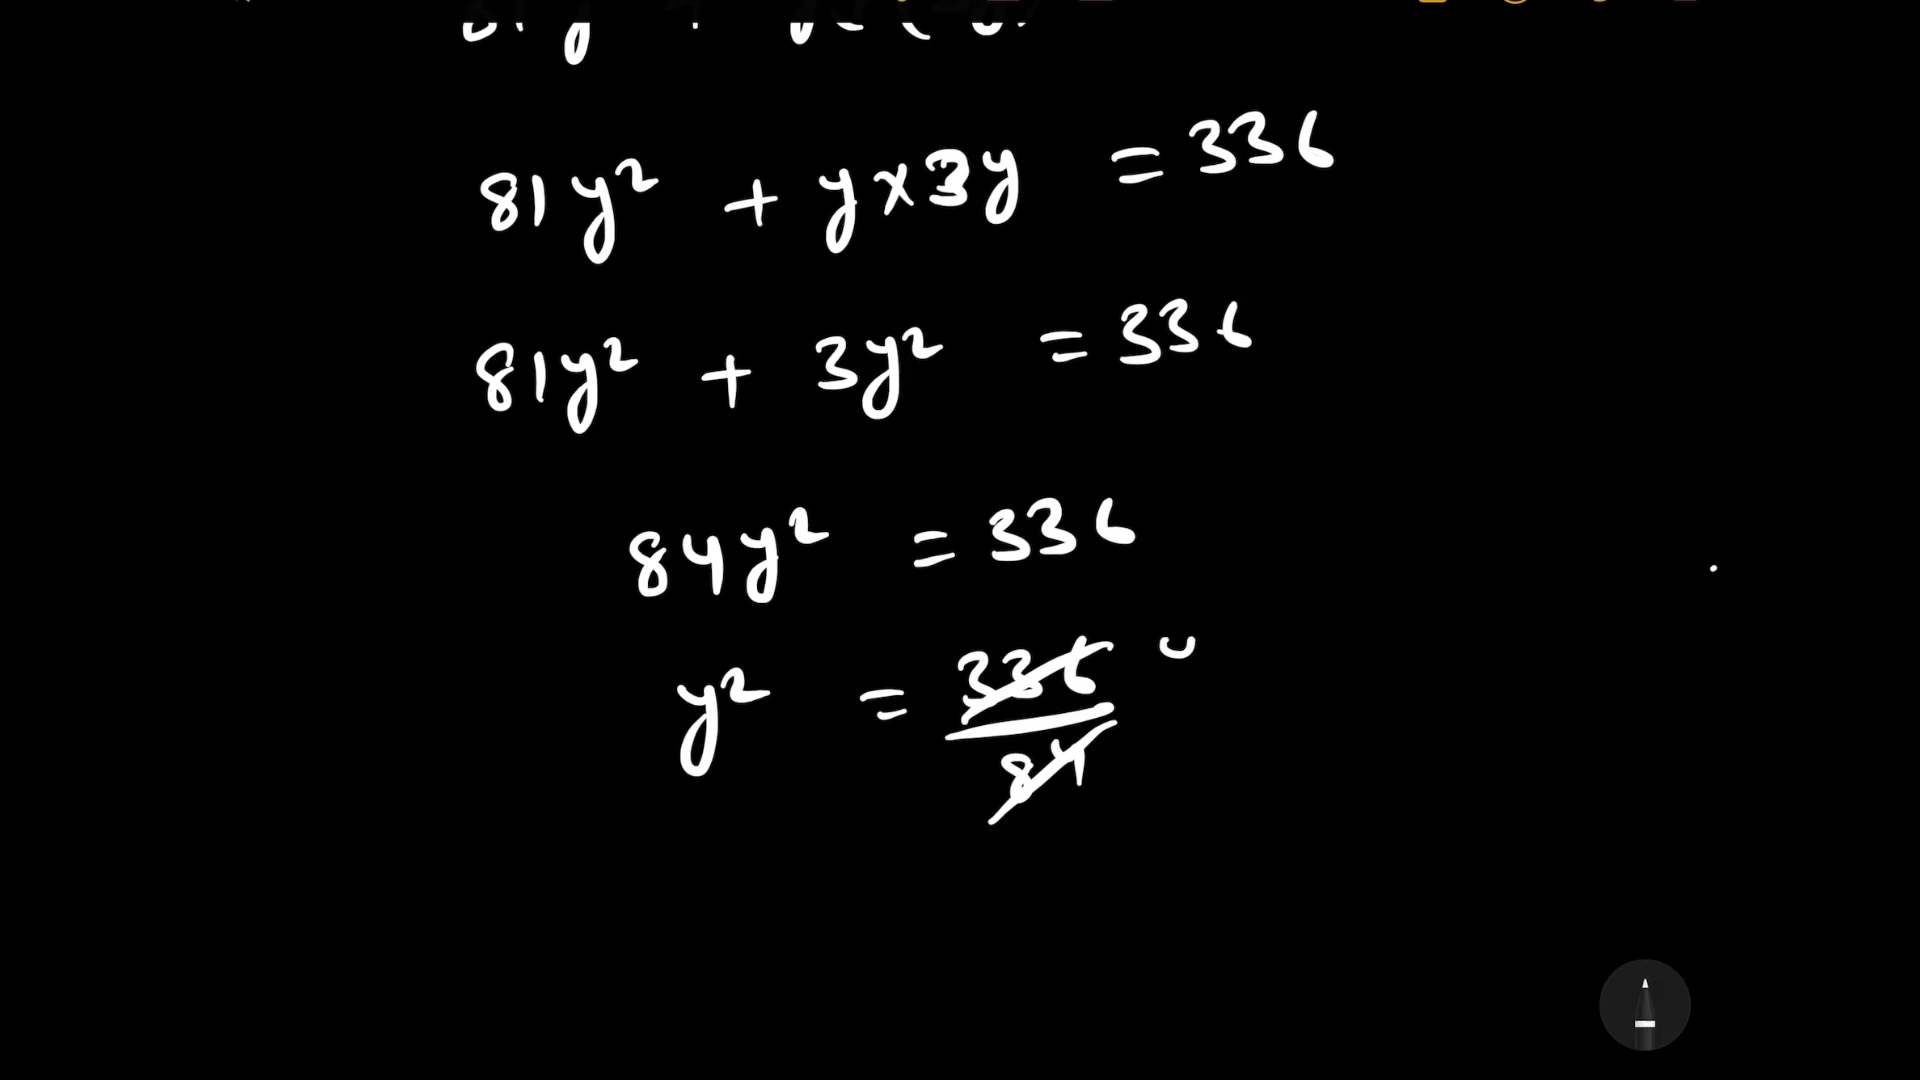 81y² + y×3y = 336
81y² + 3y² = 336
84y² = 336
y² = 336/84